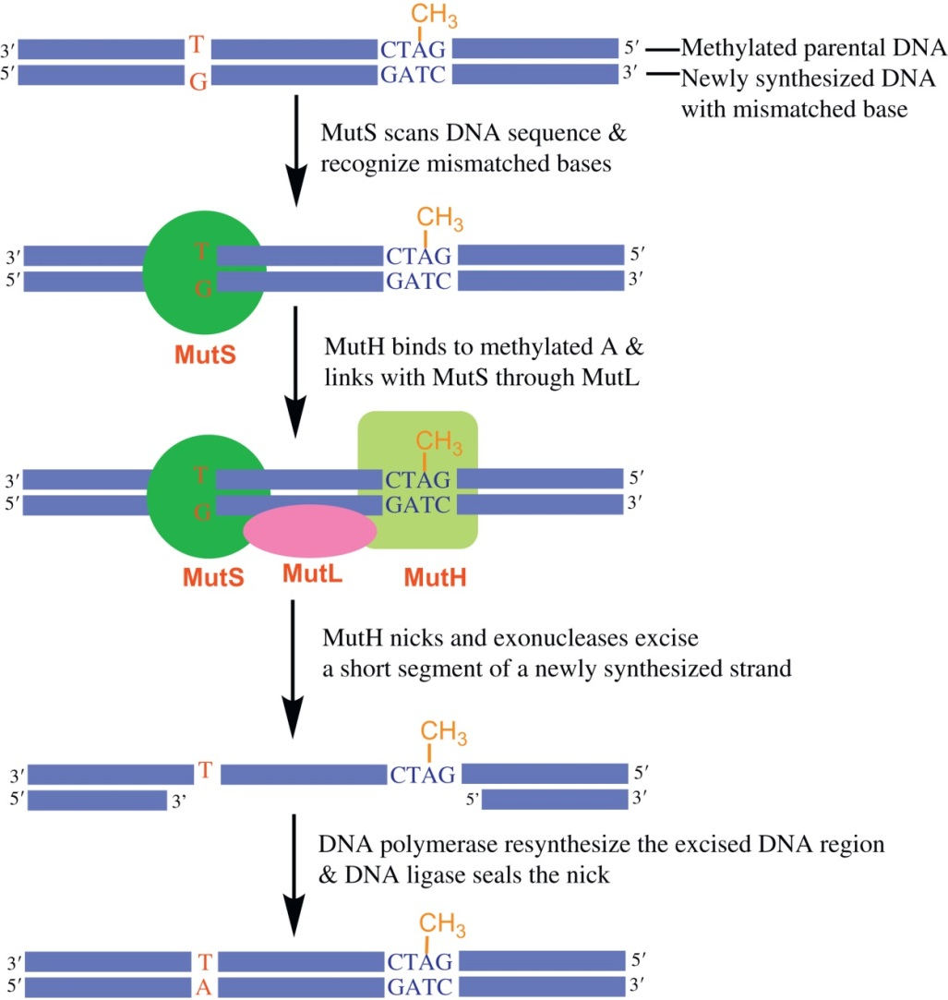 CH3
3′ T CTAG 5′ Methylated parental DNA
5′ G GATC 3′ Newly synthesized DNA
with mismatched base
MutS scans DNA sequence &
recognize mismatched bases
CH3
3′ T CTAG 5′
5′ G GATC 3′
MutS
MutH binds to methylated A &
links with MutS through MutL
CH3
3′ T CTAG 5′
5′ G GATC 3′
MutS MutL MutH
MutH nicks and exonucleases excise
a short segment of a newly synthesized strand
CH3
3′ T CTAG 5′
5′ 3’ 5’ 3′
DNA polymerase resynthesize the excised DNA region
& DNA ligase seals the nick
CH3
3′ T CTAG 5′
5′ A GATC 3′